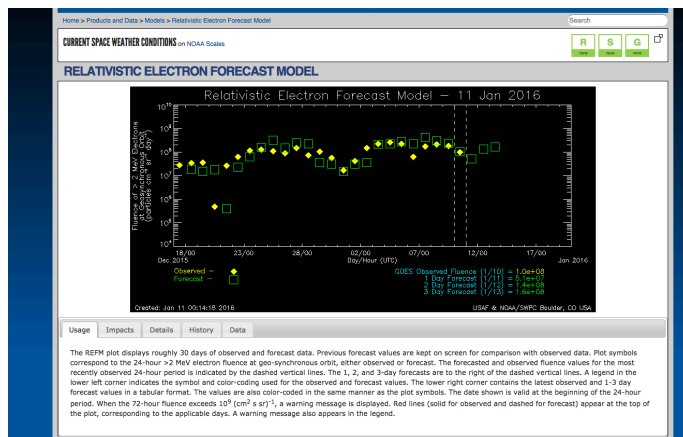 Home > Products and Data > Models > Relativistic Electron Forecast Model
Search
CURRENT SPACE WEATHER CONDITIONS on NOAA Scales
R S G
none none none
RELATIVISTIC ELECTRON FORECAST MODEL
Relativistic Electron Forecast Model – 11 Jan 2016
Fluence of > 2 MeV Electrons
at Geosynchronous Orbit
(particles cm⁻² sr⁻¹ day⁻¹)
10¹⁰
10⁹
10⁸
10⁷
10⁶
10⁵
10⁴
18/00 23/00 28/00 02/00 07/00 12/00 17/00
Dec 2015 Day/Hour (UTC) Jan 2016
Observed –
Forecast –
GOES Observed Fluence (1/10) = 1.0e+08
1 Day Forecast (1/11) = 5.1e+07
2 Day Forecast (1/12) = 1.4e+08
3 Day Forecast (1/13) = 1.6e+08
Created: Jan 11 00:14:18 2016 USAF & NOAA/SWPC Boulder, CO USA
Usage Impacts Details History Data
The REFM plot displays roughly 30 days of observed and forecast data. Previous forecast values are kept on screen for comparison with observed data. Plot symbols
correspond to the 24-hour >2 MeV electron fluence at geo-synchronous orbit, either observed or forecast. The forecasted and observed fluence values for the most
recently observed 24-hour period is indicated by the dashed vertical lines. The 1, 2, and 3-day forecasts are to the right of the dashed vertical lines. A legend in the
lower left corner indicates the symbol and color-coding used for the observed and forecast values. The lower right corner contains the latest observed and 1-3 day
forecast values in a tabular format. The values are also color-coded in the same manner as the plot symbols. The date shown is valid at the beginning of the 24-hour
period. When the 72-hour fluence exceeds 10⁹ (cm² s sr)⁻¹, a warning message is displayed. Red lines (solid for observed and dashed for forecast) appear at the top of
the plot, corresponding to the applicable days. A warning message also appears in the legend.